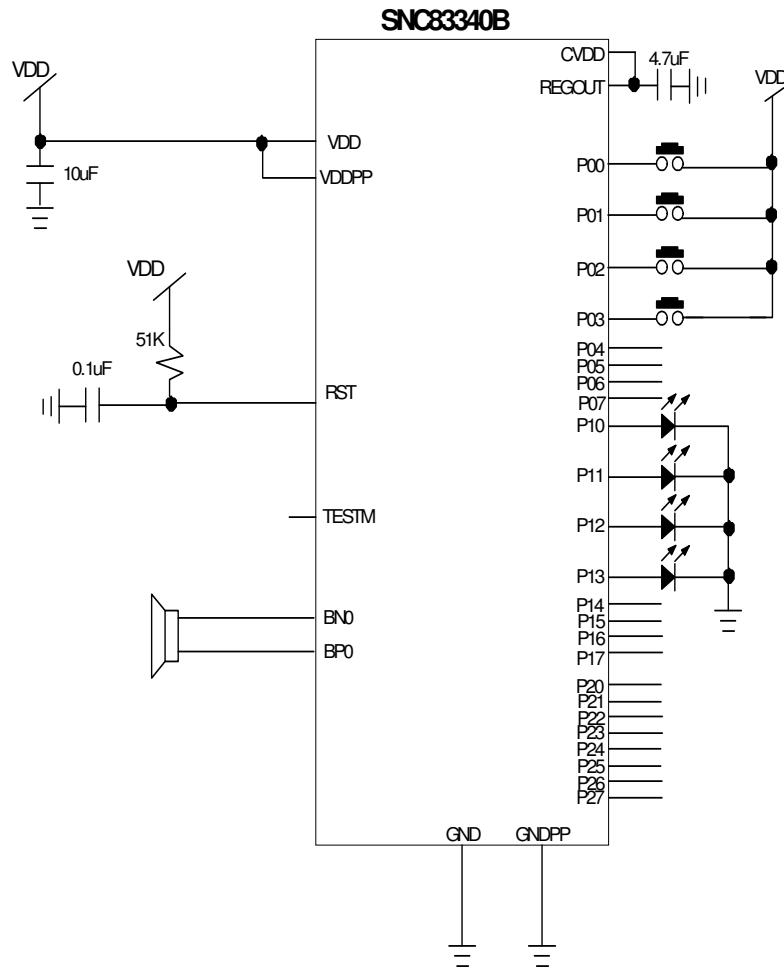 SNC83340B
VDD
10uF
VDD
VDDPP
VDD
51K
0.1uF
RST
TESTM
BN0
BP0
CVDD
REGOUT
4.7uF
VDD
P00
P01
P02
P03
P04
P05
P06
P07
P10
P11
P12
P13
P14
P15
P16
P17
P20
P21
P22
P23
P24
P25
P26
P27
GND
GNDPP